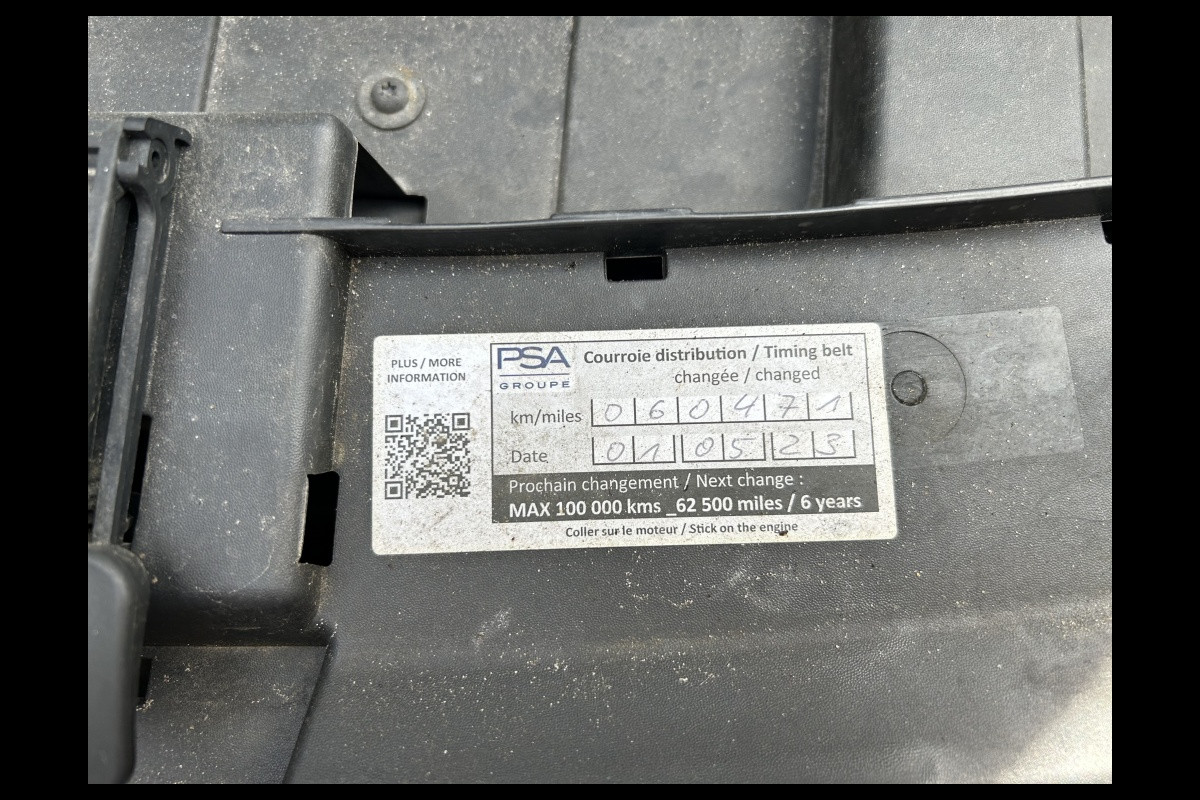 PLUS / MORE
INFORMATION
PSA
GROUPE
Courroie distribution / Timing belt
changée / changed
km/miles 060471
Date 01 05 23
Prochain changement / Next change :
MAX 100 000 kms _62 500 miles / 6 years
Coller sur le moteur / Stick on the engine